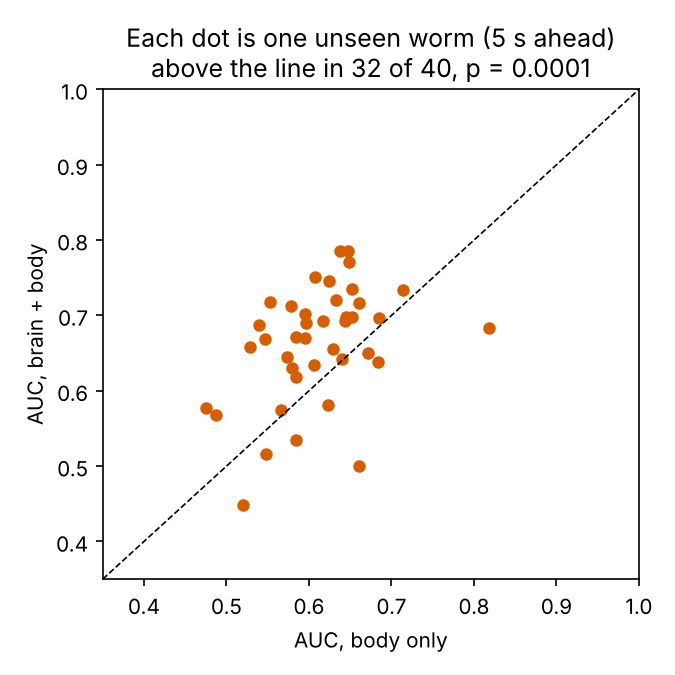 Each dot is one unseen worm (5 s ahead)
above the line in 32 of 40, p = 0.0001
1.0
0.9
0.8
0.7
0.6
0.5
0.4
AUC, brain + body
0.4 0.5 0.6 0.7 0.8 0.9 1.0
AUC, body only